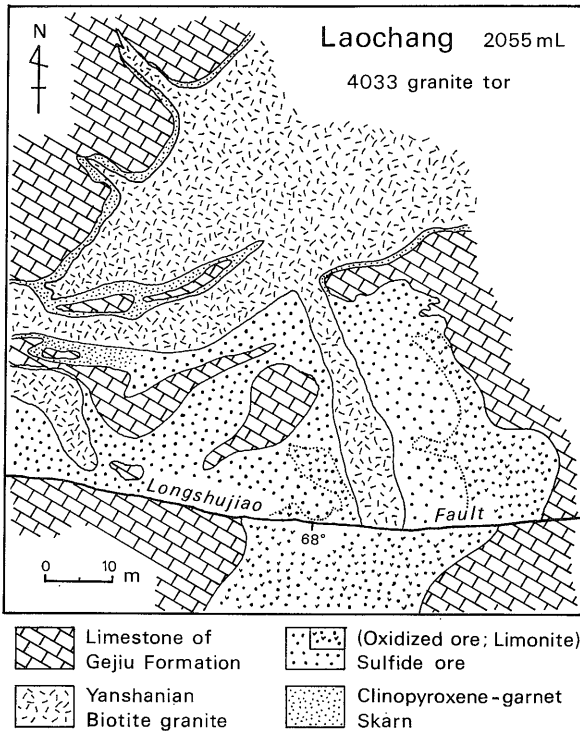 N
Laochang 2055 mL
4033 granite tor
Longshujiao Fault
68°
0 10 m
Limestone of
Gejiu Formation
(Oxidized ore; Limonite)
Sulfide ore
Yanshanian
Biotite granite
Clinopyroxene-garnet
Skarn